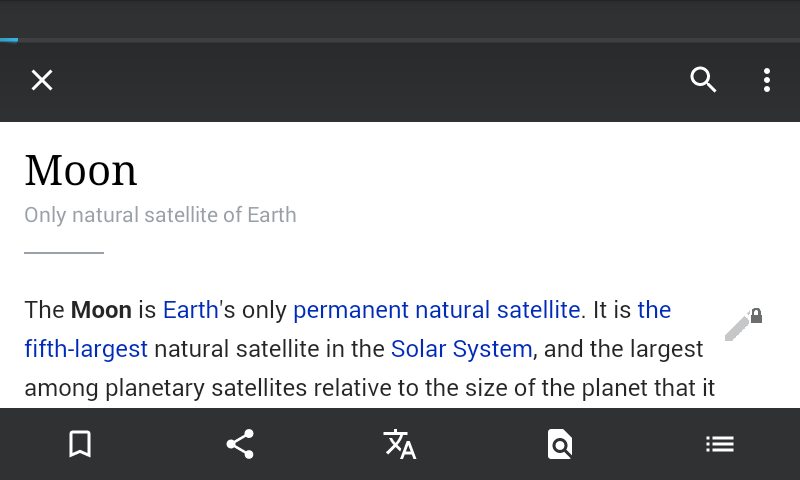 Moon
Only natural satellite of Earth
The Moon is Earth's only permanent natural satellite. It is the
fifth-largest natural satellite in the Solar System, and the largest
among planetary satellites relative to the size of the planet that it